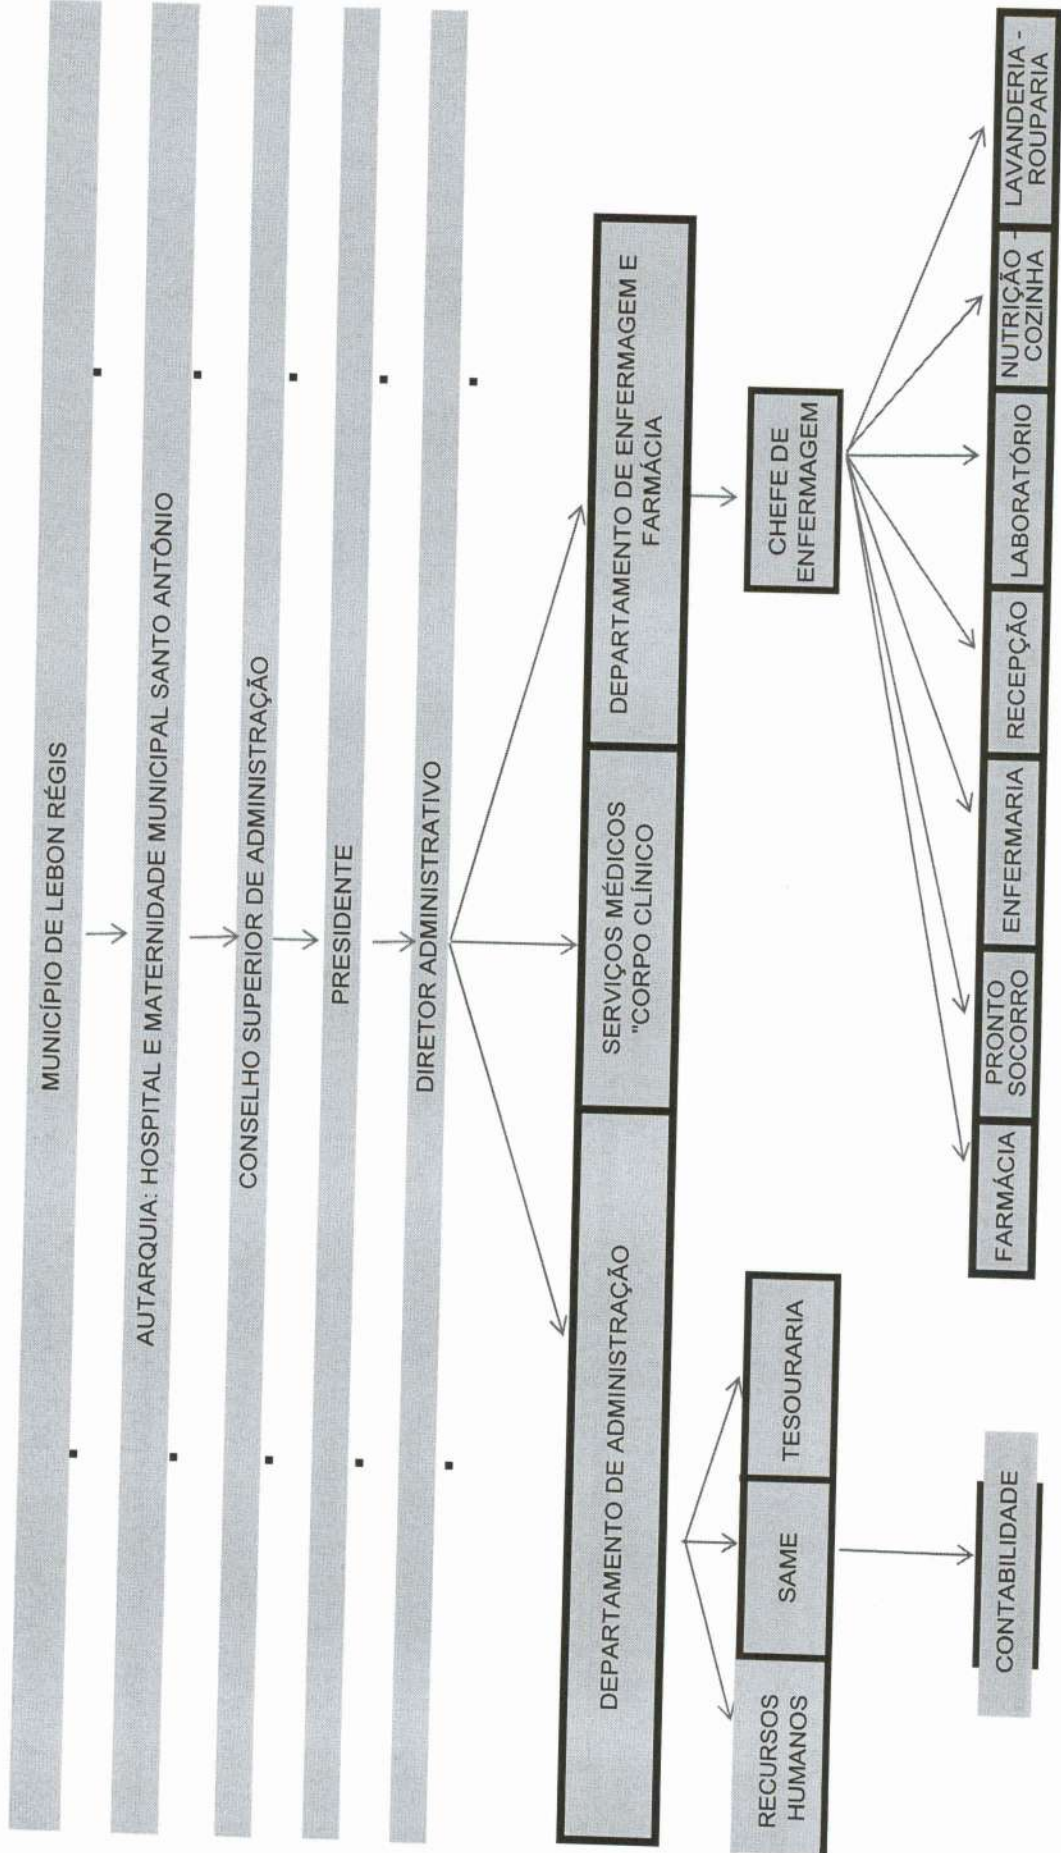 MUNICÍPIO DE LEBON RÉGIS
AUTARQUIA: HOSPITAL E MATERNIDADE MUNICIPAL SANTO ANTÔNIO
CONSELHO SUPERIOR DE ADMINISTRAÇÃO
PRESIDENTE
DIRETOR ADMINISTRATIVO
DEPARTAMENTO DE ADMINISTRAÇÃO
SERVIÇOS MÉDICOS
"CORPO CLÍNICO
DEPARTAMENTO DE ENFERMAGEM E
FARMÁCIA
RECURSOS
HUMANOS
SAME
TESOURARIA
CHEFE DE
ENFERMAGEM
CONTABILIDADE
FARMÁCIA
PRONTO
SOCORRO
ENFERMARIA
RECEPÇÃO
LABORATÓRIO
NUTRIÇÃO -
COZINHA
LAVANDERIA -
ROUPARIA